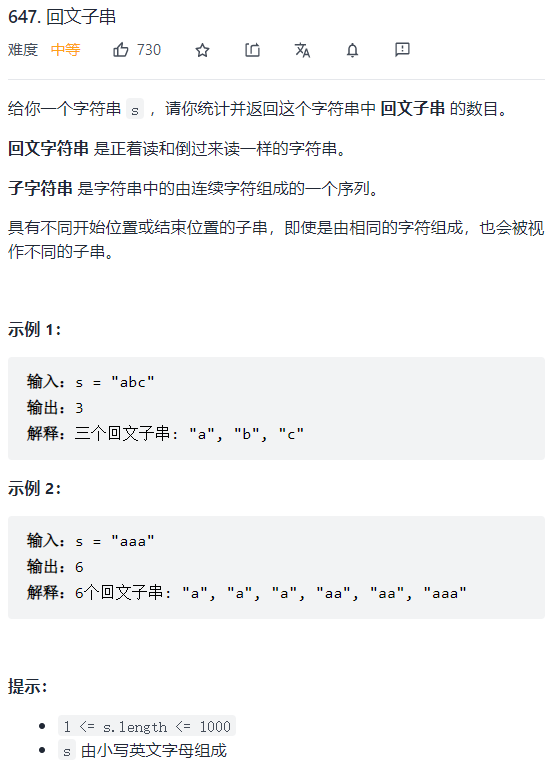 647. 回文子串
难度 中等 730
给你一个字符串 s ，请你统计并返回这个字符串中 回文子串 的数目。
回文字符串 是正着读和倒过来读一样的字符串。
子字符串 是字符串中的由连续字符组成的一个序列。
具有不同开始位置或结束位置的子串，即使是由相同的字符组成，也会被视
作不同的子串。
示例 1：
输入：s = "abc"
输出：3
解释：三个回文子串: "a", "b", "c"
示例 2：
输入：s = "aaa"
输出：6
解释：6个回文子串: "a", "a", "a", "aa", "aa", "aaa"
提示：
1 <= s.length <= 1000
s 由小写英文字母组成